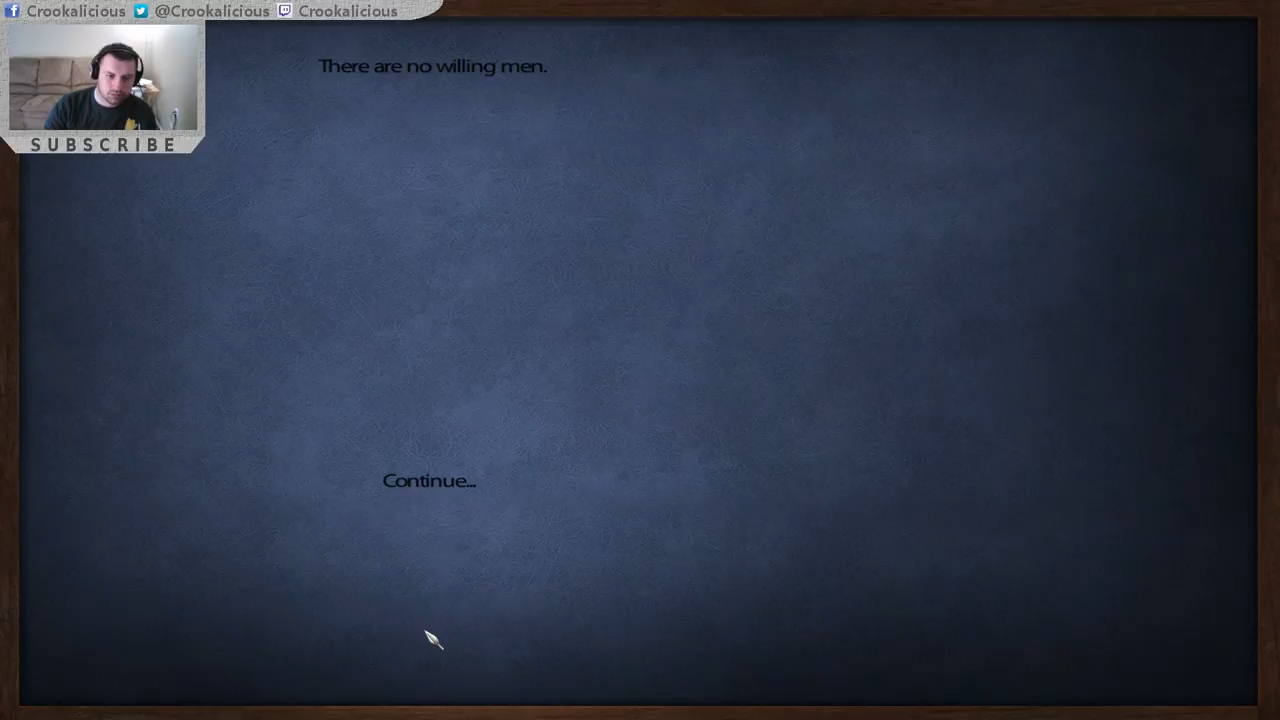 Crookalicious @Crookalicious Crookalicious
There are no willing men.
SUBSCRIBE
Continue...